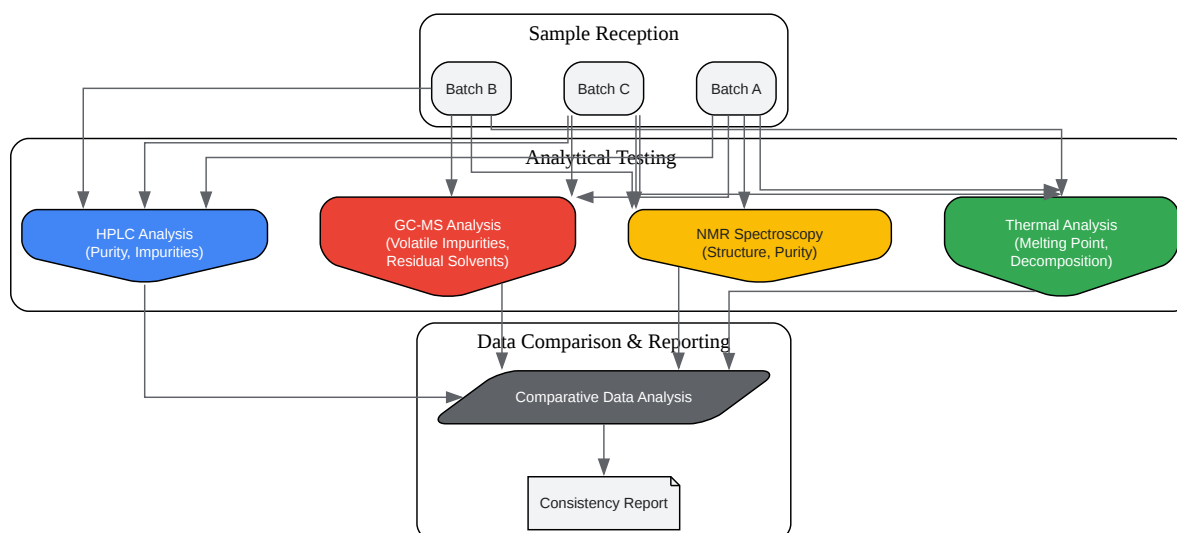 Sample Reception
Batch B
Batch C
Batch A
Analytical Testing
HPLC Analysis
(Purity, Impurities)
GC-MS Analysis
(Volatile Impurities,
Residual Solvents)
NMR Spectroscopy
(Structure, Purity)
Thermal Analysis
(Melting Point,
Decomposition)
Data Comparison & Reporting
Comparative Data Analysis
Consistency Report